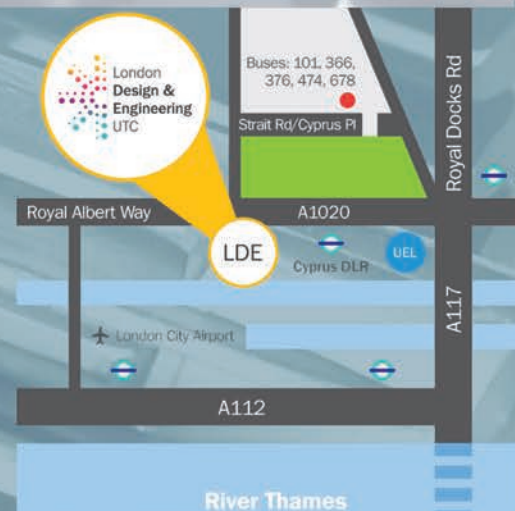 London
Design &
Engineering
UTC
Buses: 101, 366,
376, 474, 678
Strait Rd/Cyprus Pl
Royal Docks Rd
Royal Albert Way
A1020
LDE
Cyprus DLR
UEL
A117
London City Airport
A112
River Thames